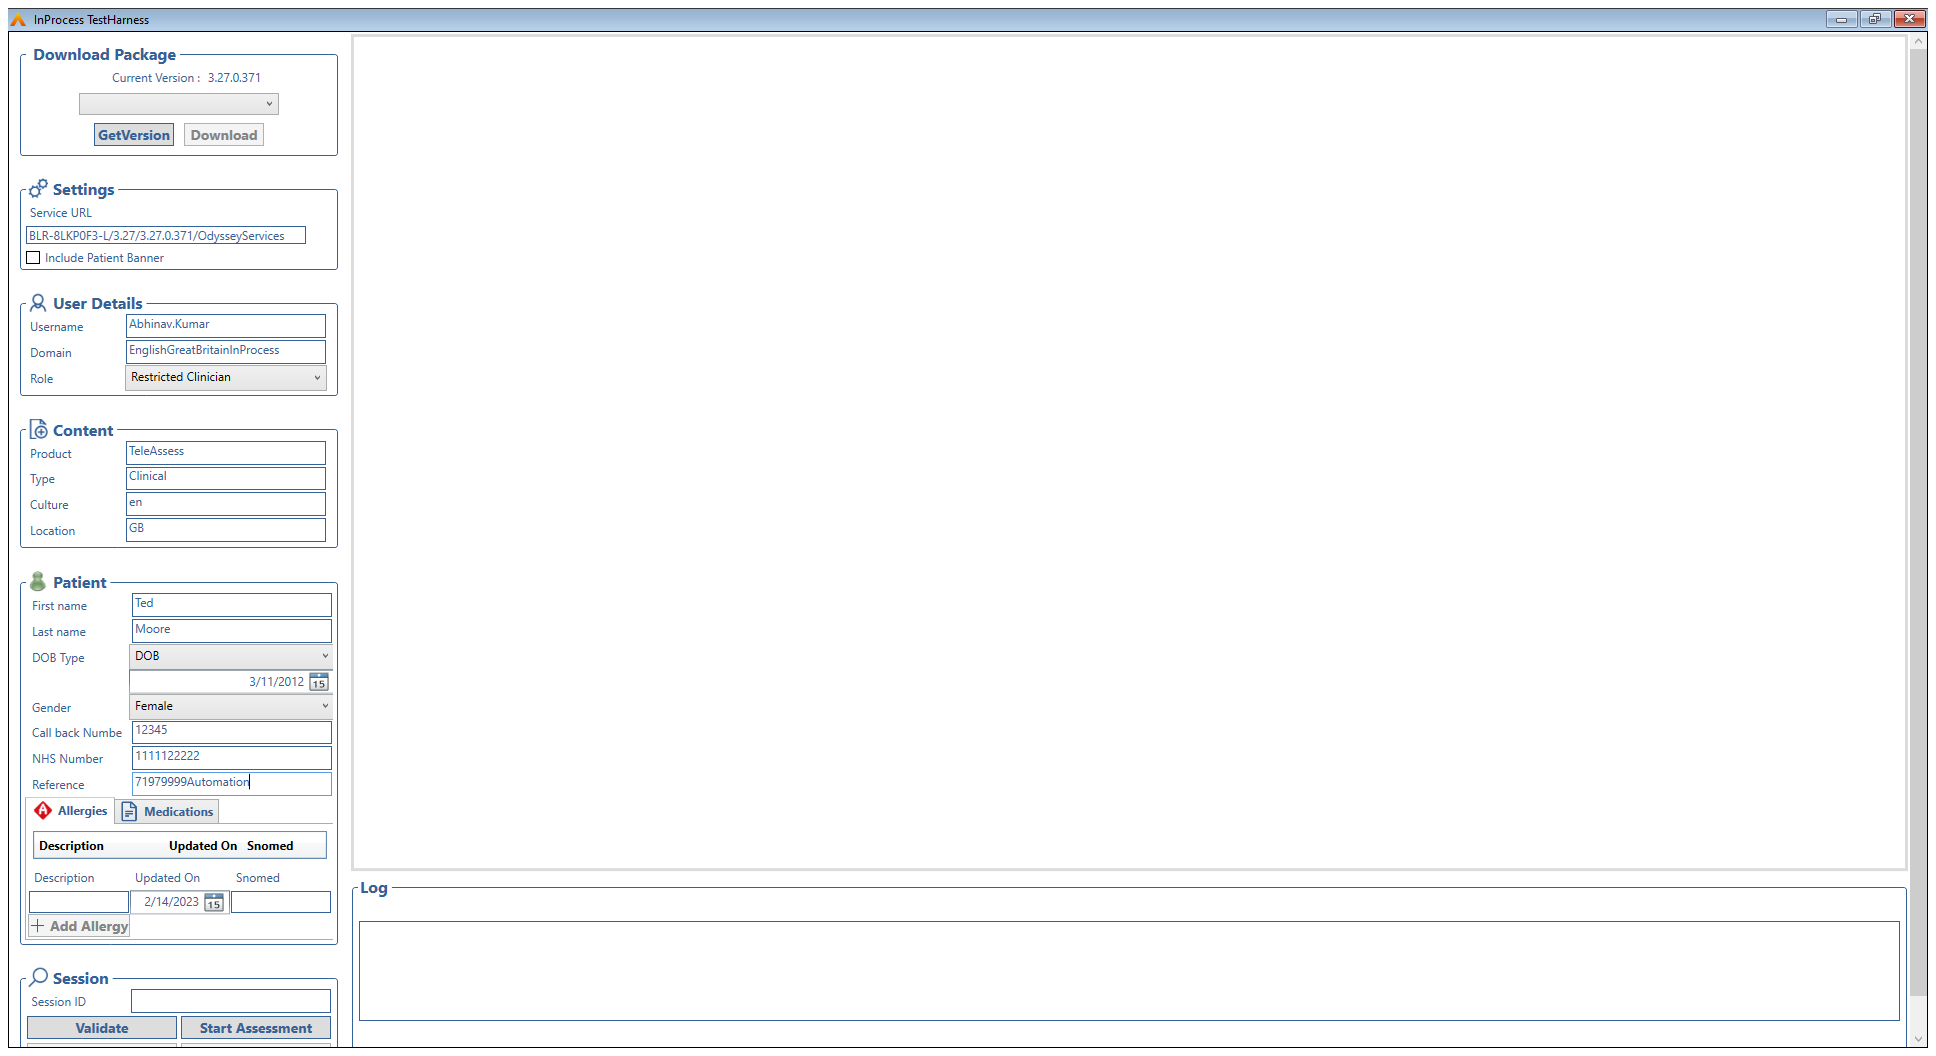 InProcess TestHarness
Download Package
Current Version : 3.27.0.371
GetVersion Download
Settings
Service URL
BLR-8LKP0F3-L/3.27/3.27.0.371/OdysseyServices
Include Patient Banner
User Details
Username Abhinav.Kumar
Domain EnglishGreatBritainInProcess
Role Restricted Clinician
Content
Product TeleAssess
Type Clinical
Culture en
Location GB
Patient
First name Ted
Last name Moore
DOB Type DOB
3/11/2012 15
Gender Female
Call back Numbe 12345
NHS Number 1111122222
Reference 71979999Automation
A Allergies Medications
Description Updated On Snomed
Description Updated On Snomed
2/14/2023 15
Add Allergy
Session
Session ID
Validate Start Assessment
Log